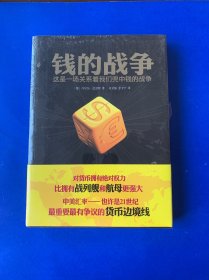 钱的战争
这是一场关系着我们兜中钱的战争
对货币拥有绝对权力
比拥有战列舰和航母更强大
中美汇率——也许是21世纪
最重要最有争议的货币边境线